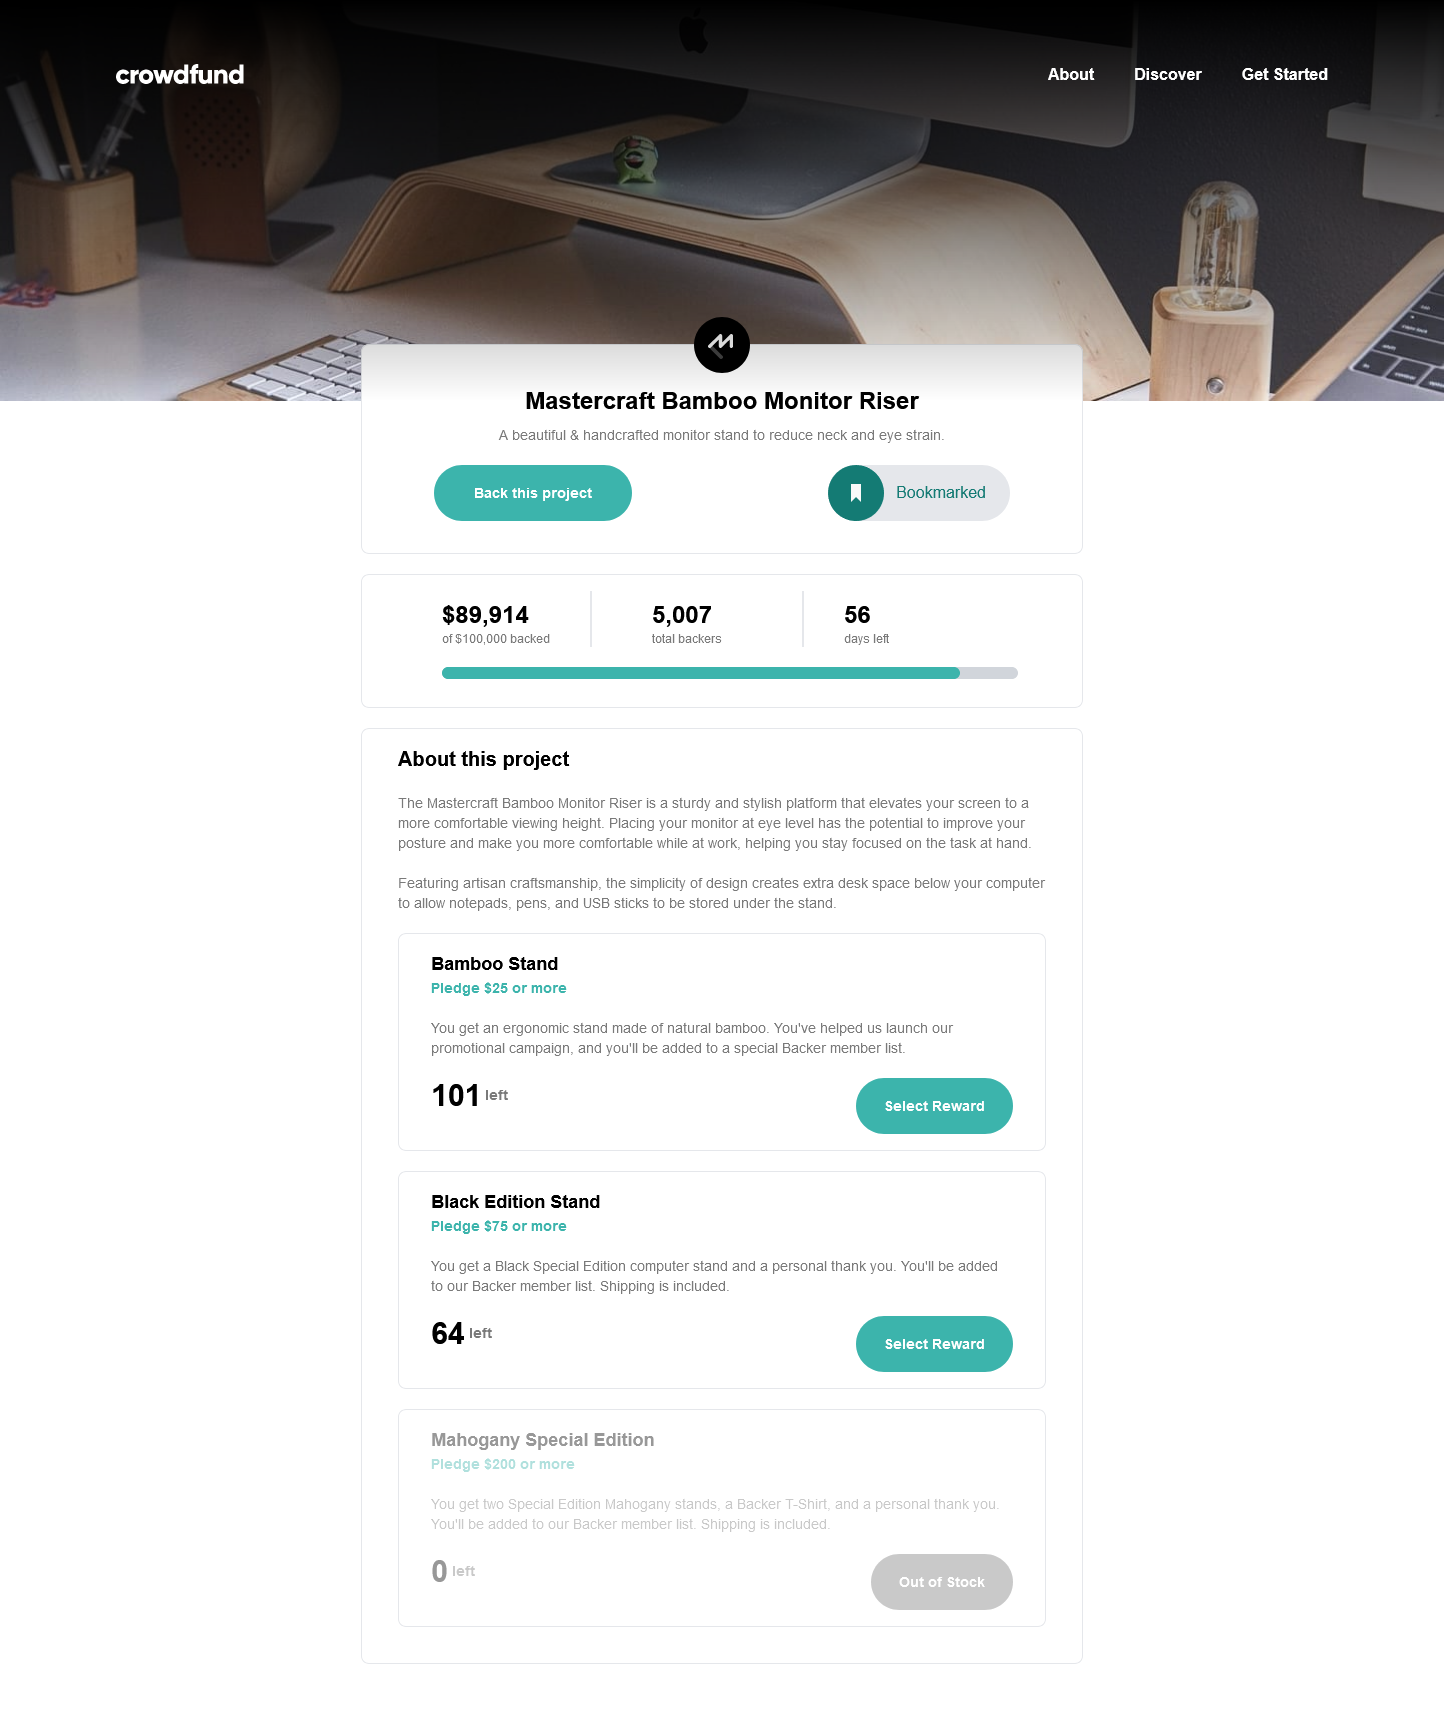 crowdfund
About Discover Get Started
Mastercraft Bamboo Monitor Riser
A beautiful & handcrafted monitor stand to reduce neck and eye strain.
Back this project Bookmarked
$89,914 5,007 56
of $100,000 backed total backers days left
About this project
The Mastercraft Bamboo Monitor Riser is a sturdy and stylish platform that elevates your screen to a
more comfortable viewing height. Placing your monitor at eye level has the potential to improve your
posture and make you more comfortable while at work, helping you stay focused on the task at hand.
Featuring artisan craftsmanship, the simplicity of design creates extra desk space below your computer
to allow notepads, pens, and USB sticks to be stored under the stand.
Bamboo Stand
Pledge $25 or more
You get an ergonomic stand made of natural bamboo. You've helped us launch our
promotional campaign, and you'll be added to a special Backer member list.
101 left Select Reward
Black Edition Stand
Pledge $75 or more
You get a Black Special Edition computer stand and a personal thank you. You'll be added
to our Backer member list. Shipping is included.
64 left Select Reward
Mahogany Special Edition
Pledge $200 or more
You get two Special Edition Mahogany stands, a Backer T-Shirt, and a personal thank you.
You'll be added to our Backer member list. Shipping is included.
0 left Out of Stock